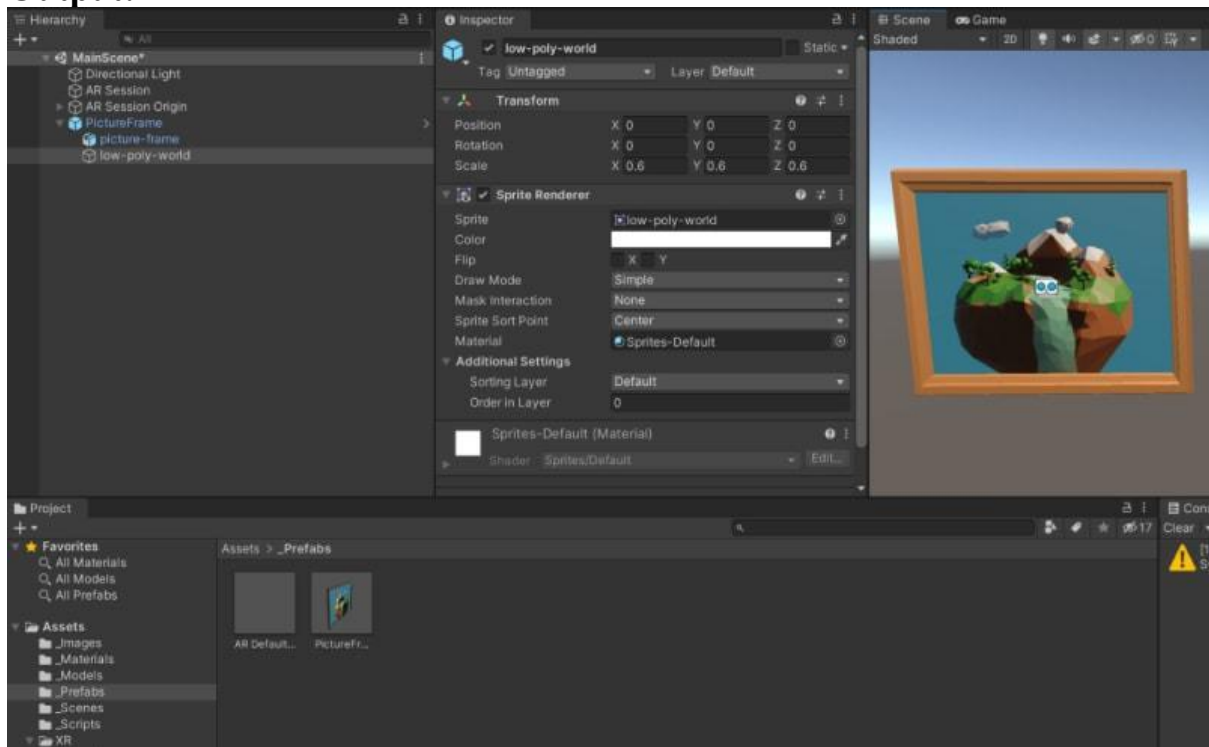 Hierarchy
All
MainScene*
Directional Light
AR Session
AR Session Origin
PictureFrame
picture-frame
low-poly-world
Inspector
low-poly-world
Static
Tag Untagged Layer Default
Transform
Position X 0 Y 0 Z 0
Rotation X 0 Y 0 Z 0
Scale X 0.6 Y 0.6 Z 0.6
Sprite Renderer
Sprite low-poly-world
Color
Flip X Y
Draw Mode Simple
Mask Interaction None
Sprite Sort Point Center
Material Sprites-Default
Additional Settings
Sorting Layer Default
Order in Layer 0
Sprites-Default (Material)
Shader Sprites/Default Edit...
Scene Game
Shaded 2D 0
Project
17
Favorites
All Materials
All Models
All Prefabs
Assets
_Images
_Materials
_Models
_Prefabs
_Scenes
_Scripts
XR
Assets > _Prefabs
AR Default... PictureFr...
Con
Clear